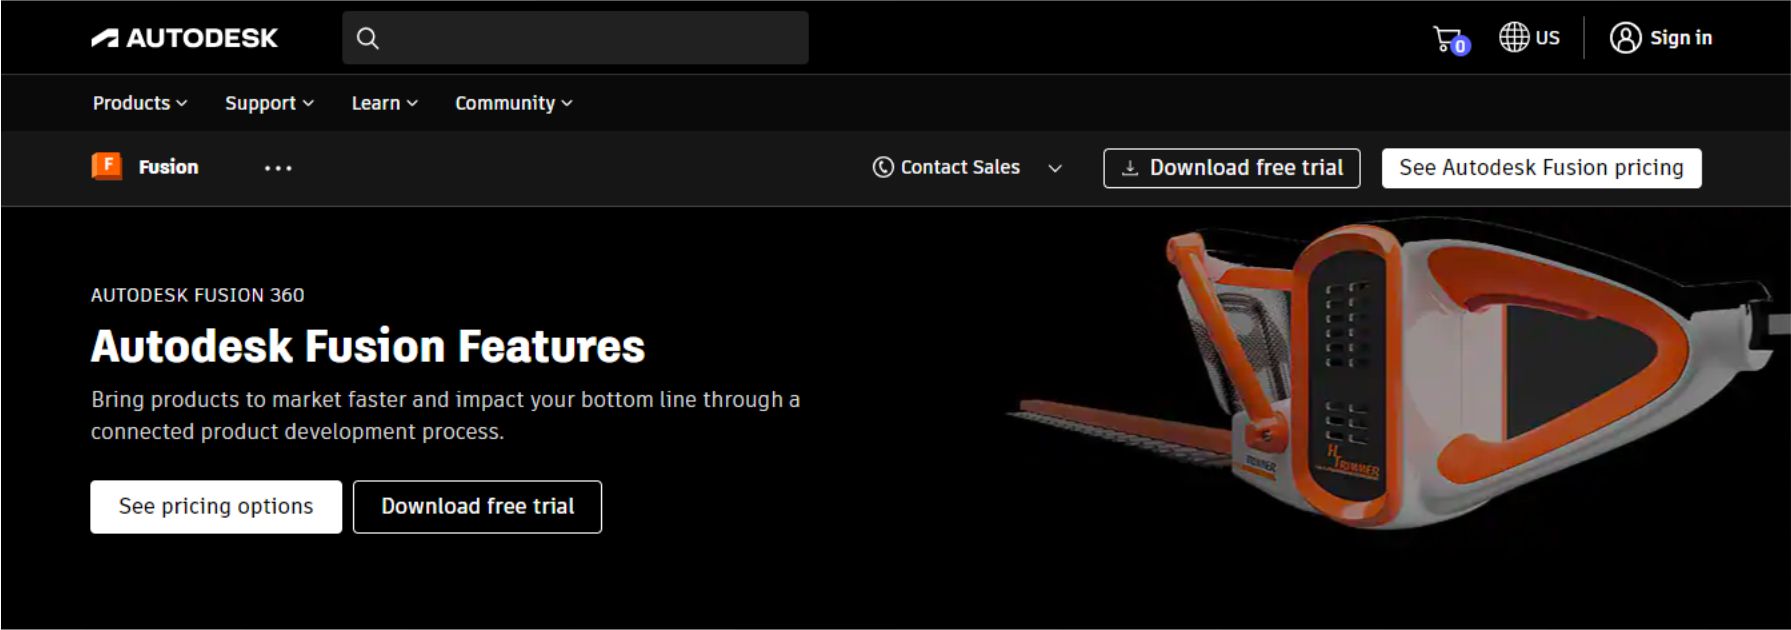 AUTODESK
0
US
Sign in
Products
Support
Learn
Community
F
Fusion
...
Contact Sales
Download free trial
See Autodesk Fusion pricing
AUTODESK FUSION 360
Autodesk Fusion Features
Bring products to market faster and impact your bottom line through a
connected product development process.
See pricing options
Download free trial
TRIMMER
H
TRIMMER